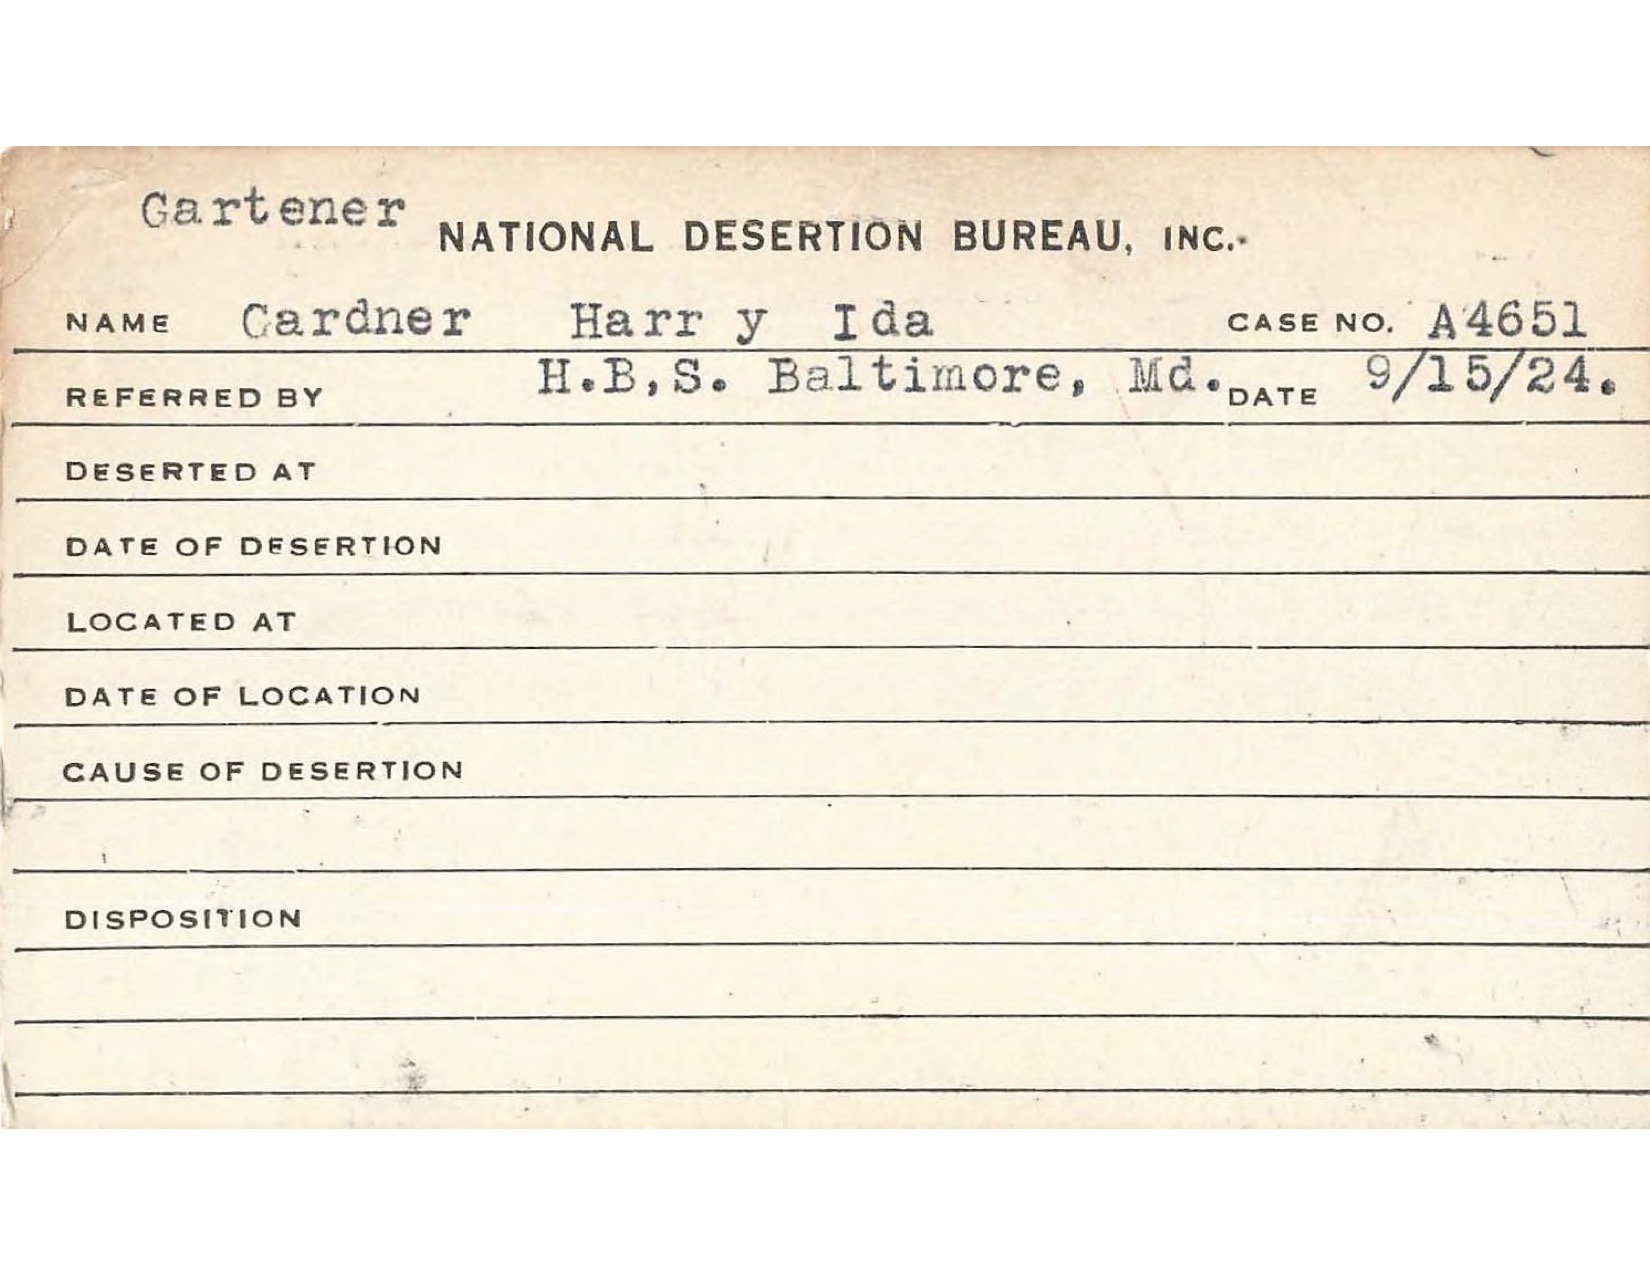 Gartener
NATIONAL DESERTION BUREAU, INC.
NAME Gardner Harr y Ida CASE NO. A4651
REFERRED BY H.B,S. Baltimore, Md. DATE 9/15/24.
DESERTED AT
DATE OF DESERTION
LOCATED AT
DATE OF LOCATION
CAUSE OF DESERTION
DISPOSITION